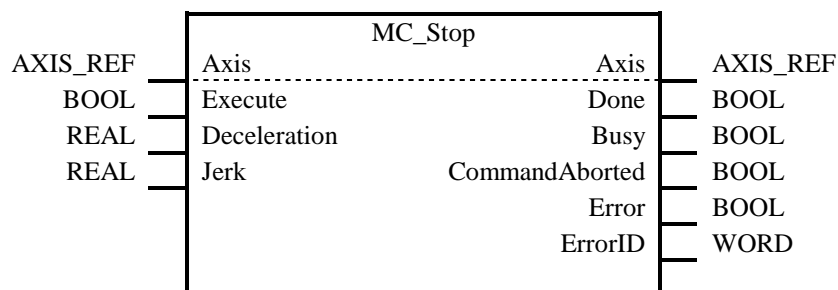 MC_Stop
AXIS_REF Axis Axis AXIS_REF
BOOL Execute Done BOOL
REAL Deceleration Busy BOOL
REAL Jerk CommandAborted BOOL
Error BOOL
ErrorID WORD